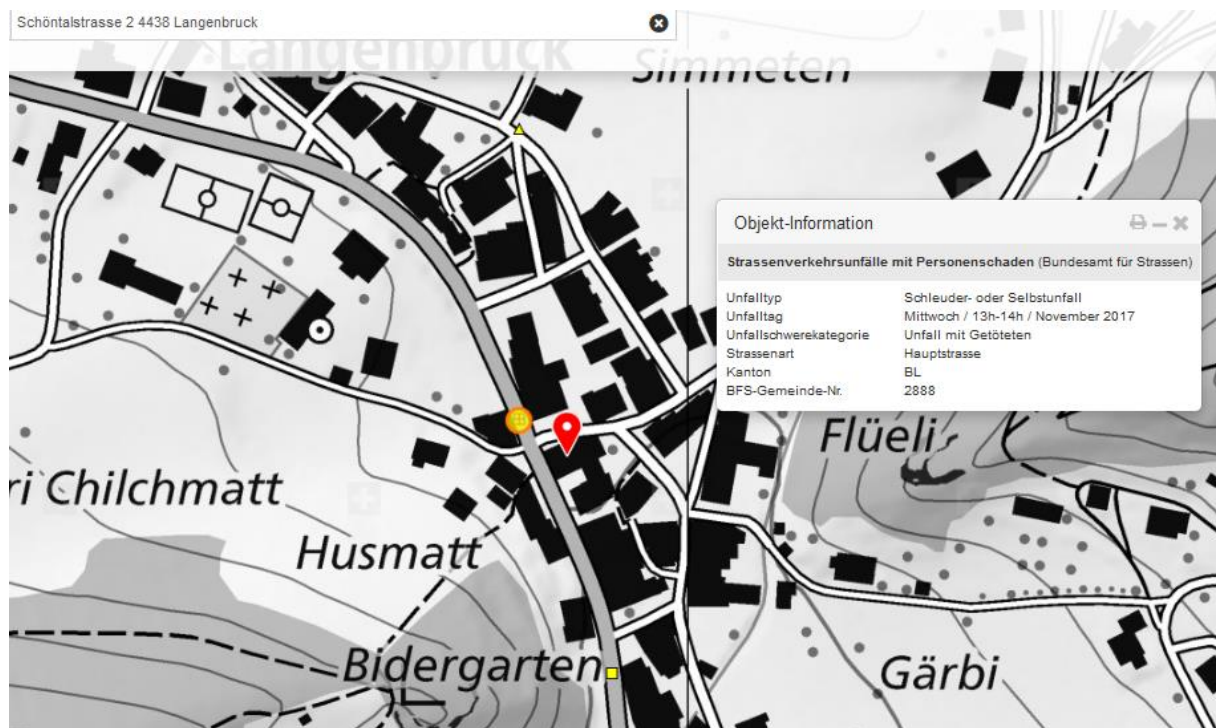 Schöntalstrasse 2 4438 Langenbruck
Langenbruck
Simmeten
Objekt-Information
Strassenverkehrsunfälle mit Personenschaden (Bundesamt für Strassen)
Unfalltyp Schleuder- oder Selbstunfall
Unfalltag Mittwoch / 13h-14h / November 2017
Unfallschwerekategorie Unfall mit Getöteten
Strassenart Hauptstrasse
Kanton BL
BFS-Gemeinde-Nr. 2888
Flüeli
ri Chilchmatt
Husmatt
Bidergarten
Gärbi